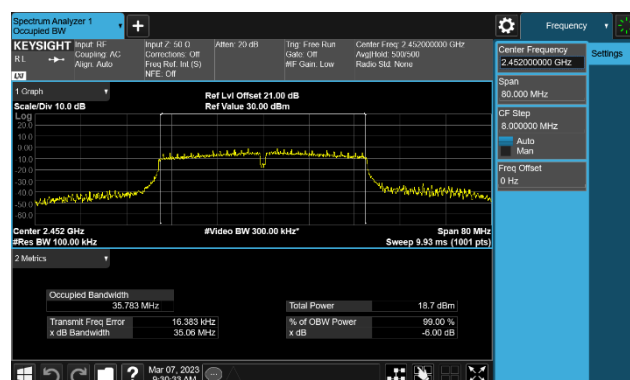 Spectrum Analyzer 1
Occupied BW
Frequency
KEYSIGHT
Input: RF
Input Z: 50 Ω
Atten: 20 dB
Trig: Free Run
Center Freq: 2.452000000 GHz
R L
Coupling: AC
Corrections: Off
Gate: Off
Avg|Hold: 500/500
Align: Auto
Freq Ref: Int (S)
#IF Gain: Low
Radio Std: None
LXI
NFE: Off
Center Frequency
2.452000000 GHz
Settings
Span
80.000 MHz
CF Step
8.000000 MHz
Auto
Man
Freq Offset
0 Hz
1 Graph
Ref Lvl Offset 21.00 dB
Scale/Div 10.0 dB
Ref Value 30.00 dBm
Log
20.0
10.0
0.00
-10.0
-20.0
-30.0
-40.0
-50.0
-60.0
Center 2.452 GHz
#Video BW 300.00 kHz*
Span 80 MHz
#Res BW 100.00 kHz
Sweep 9.93 ms (1001 pts)
2 Metrics
Occupied Bandwidth
35.783 MHz
Total Power
18.7 dBm
Transmit Freq Error
16.383 kHz
% of OBW Power
99.00 %
x dB Bandwidth
35.06 MHz
x dB
-6.00 dB
?
Mar 07, 2023
9:30:23 AM